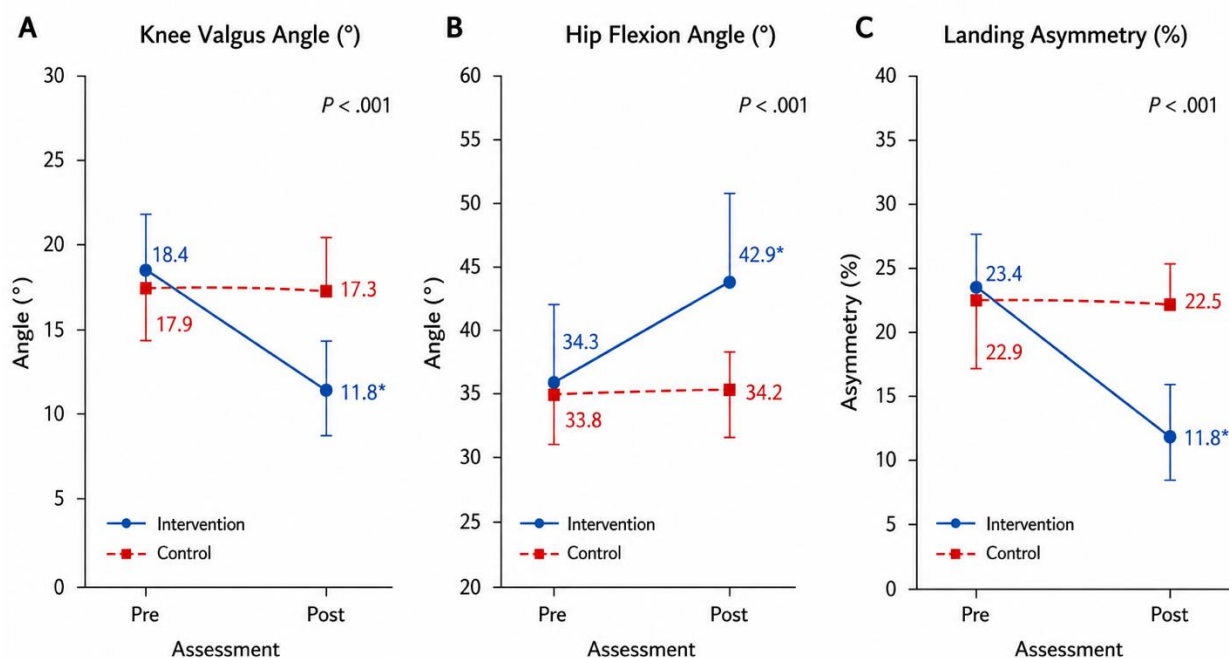 A Knee Valgus Angle (°)
30
25
20
15
10
5
0
Angle (°)
P < .001
18.4
17.9
17.3
11.8*
Intervention
Control
Pre Post
Assessment
B Hip Flexion Angle (°)
60
55
50
45
40
35
30
25
20
Angle (°)
P < .001
34.3
33.8
42.9*
34.2
Intervention
Control
Pre Post
Assessment
C Landing Asymmetry (%)
40
35
30
25
20
15
10
5
0
Asymmetry (%)
P < .001
23.4
22.9
22.5
11.8*
Intervention
Control
Pre Post
Assessment